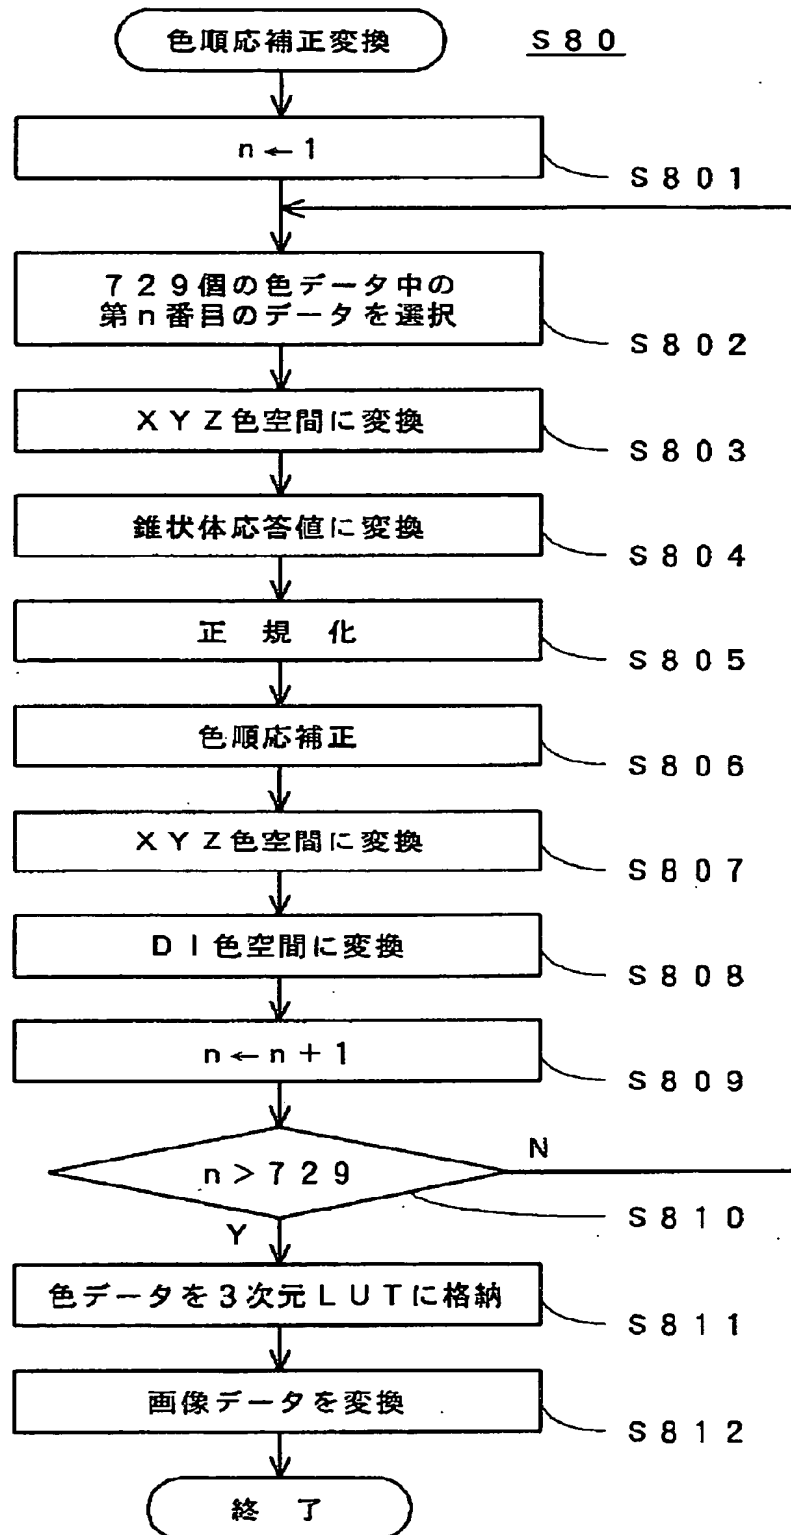 色順応補正変換
S80
n←1
S801
729個の色データ中の
第n番目のデータを選択
S802
XYZ色空間に変換
S803
錐状体応答値に変換
S804
正 規 化
S805
色順応補正
S806
XYZ色空間に変換
S807
DI色空間に変換
S808
n←n+1
S809
n>729
N
S810
Y
色データを3次元LUTに格納
S811
画像データを変換
S812
終 了